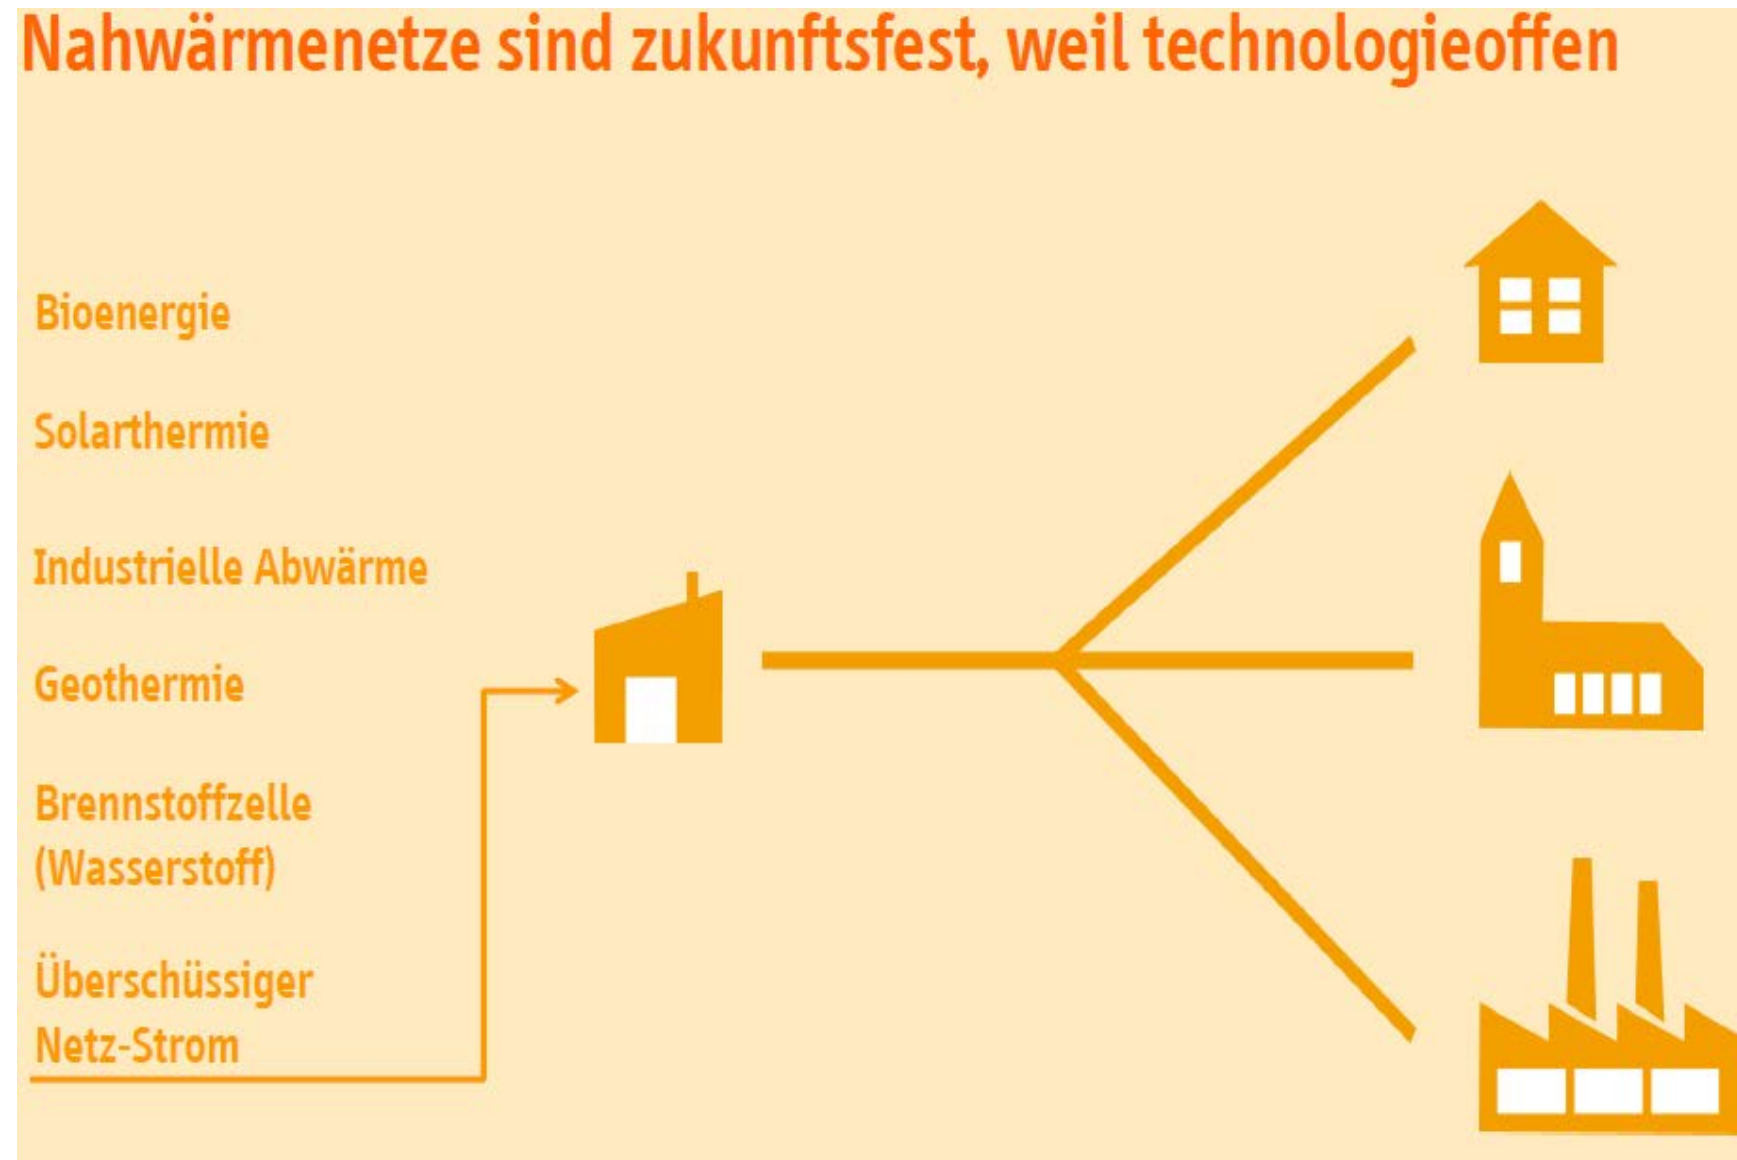 Nahwärmenetze sind zukunftsfest, weil technologieoffen
Bioenergie
Solarthermie
Industrielle Abwärme
Geothermie
Brennstoffzelle
(Wasserstoff)
Überschüssiger
Netz-Strom